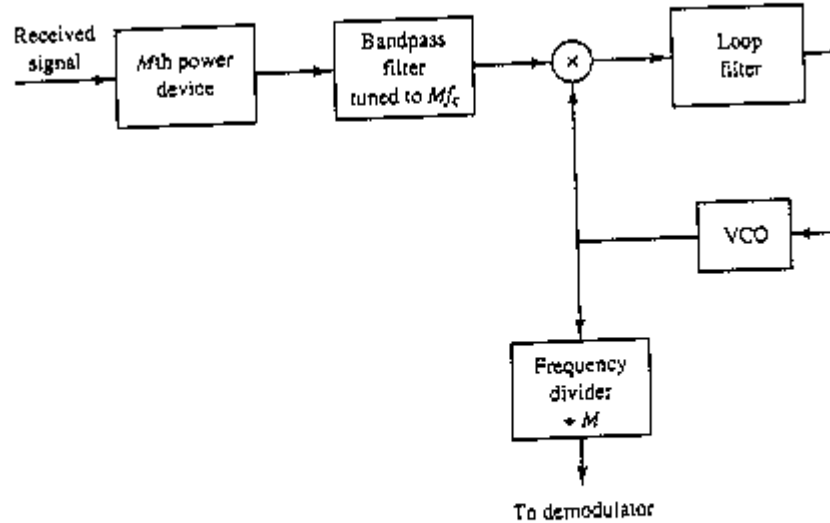 Received
signal
Mth power
device
Bandpass
filter
tuned to Mfc
×
Loop
filter
VCO
Frequency
divider
÷ M
To demodulator